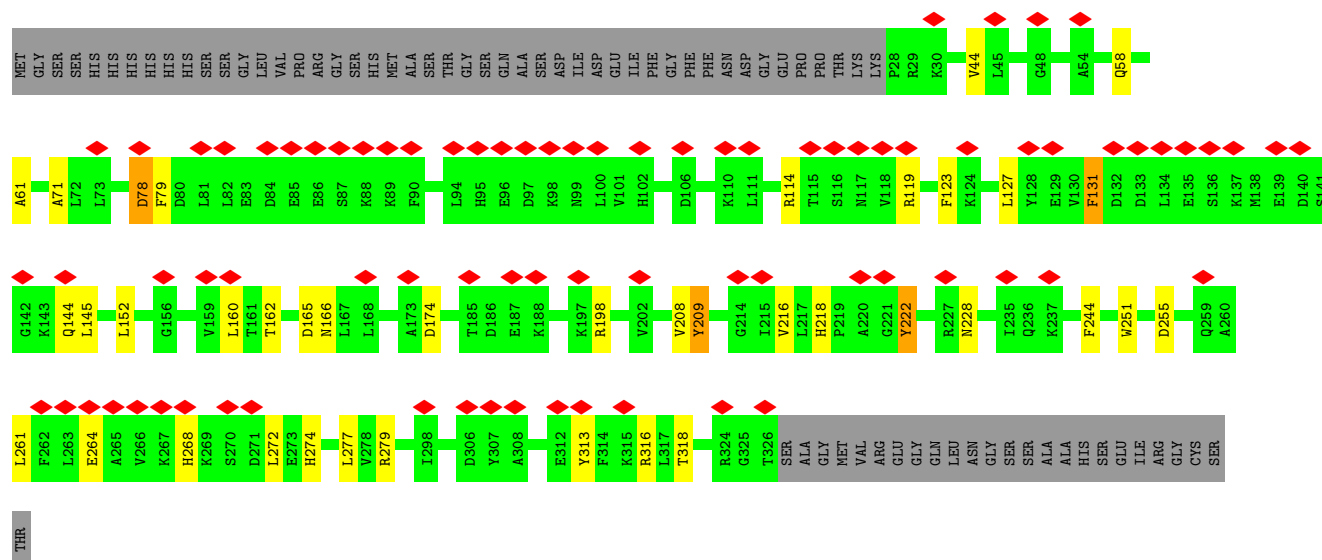 MET GLY SER SER HIS HIS HIS HIS HIS HIS SER SER GLY LEU VAL PRO ARG GLY SER HIS MET ALA SER THR GLY SER GLN ALA SER ASP ILE ASP GLU ILE PHE GLY PHE PHE ASN ASP GLY GLU PRO PRO THR LYS LYS P28 R29 K30 V44 L45 G48 A54 Q58
A61 A71 L72 L73 D78 F79 D80 L81 L82 E83 D84 E85 E86 S87 K88 K89 F90 L94 H95 E96 D97 K98 N99 L100 V101 H102 D106 K110 L111 R114 T115 S116 N117 V118 R119 F123 K124 L127 Y128 E129 V130 F131 D132 D133 L134 E135 S136 K137 M138 E139 D140 S141
G142 K143 Q144 L145 L152 G156 V159 L160 T161 T162 D165 N166 L167 L168 A173 D174 T185 D186 E187 K188 K197 R198 V202 V208 Y209 G214 I215 V216 L217 H218 P219 A220 G221 Y222 R227 N228 I235 Q236 K237 F244 W251 D255 Q259 A260
L261 F262 L263 E264 A265 V266 K267 H268 K269 S270 D271 L272 E273 H274 L277 V278 R279 I298 D306 Y307 A308 E312 Y313 F314 K315 R316 L317 T318 R324 G325 T326 SER ALA GLY MET VAL ARG GLU GLY GLN LEU ASN GLY SER SER ALA ALA HIS SER GLU ILE ARG GLY CYS SER
THR